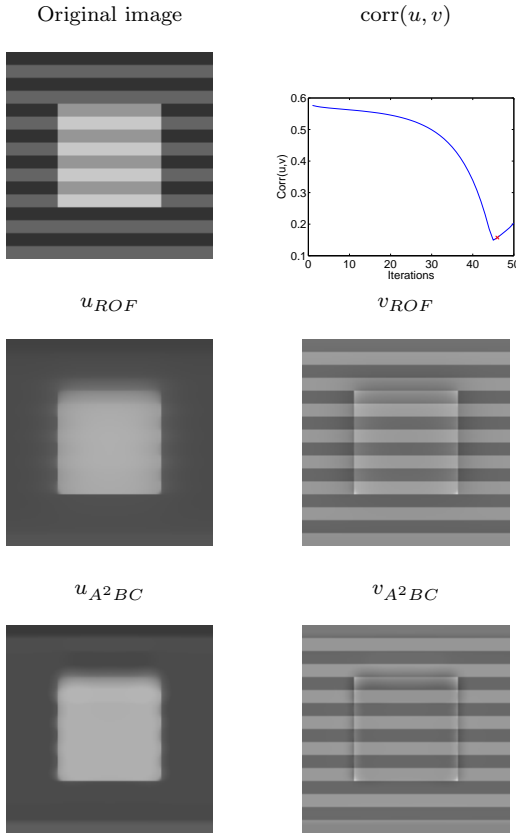 Original image
corr(u, v)
0.6
0.5
0.4
0.3
0.2
0.1
Corr(u,v)
0 10 20 30 40 50
Iterations
u_{ROF}
v_{ROF}
u_{A^2BC}
v_{A^2BC}